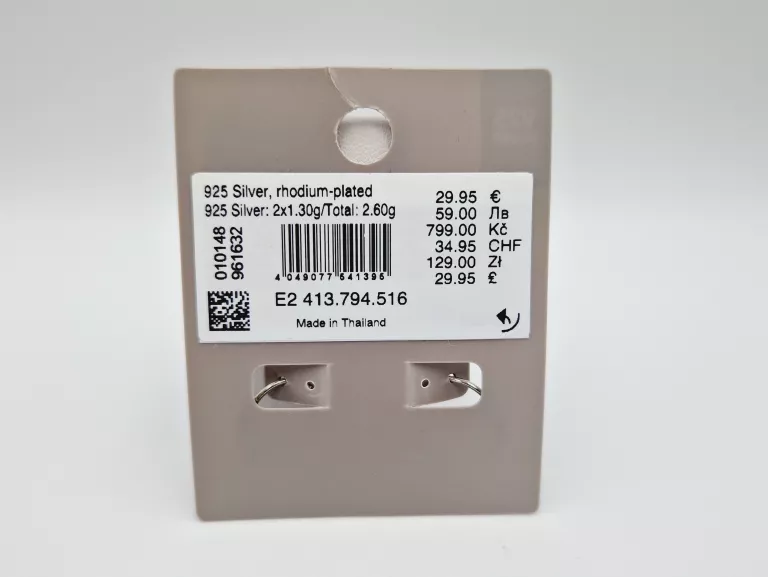 925 Silver, rhodium-plated
925 Silver: 2x1.30g/Total: 2.60g
010148
961632
4 049077 541395
E2 413.794.516
Made in Thailand
29.95 €
59.00 Лв
799.00 Kč
34.95 CHF
129.00 Zł
29.95 £